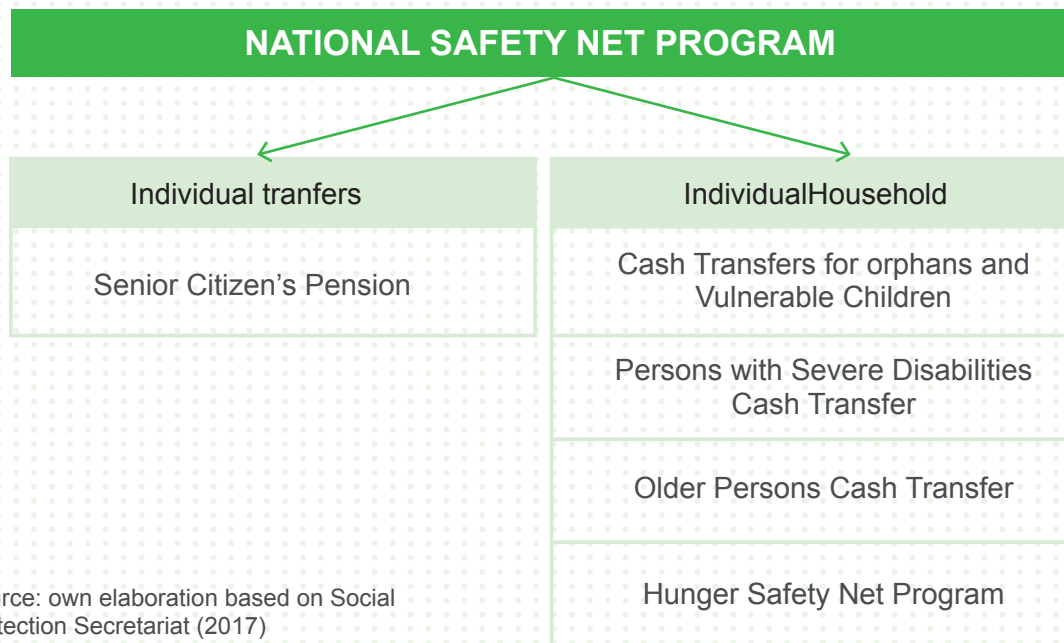 NATIONAL SAFETY NET PROGRAM
Individual tranfers
Senior Citizen’s Pension
IndividualHousehold
Cash Transfers for orphans and
Vulnerable Children
Persons with Severe Disabilities
Cash Transfer
Older Persons Cash Transfer
Hunger Safety Net Program
own elaboration based on Social
Secretariat (2017)